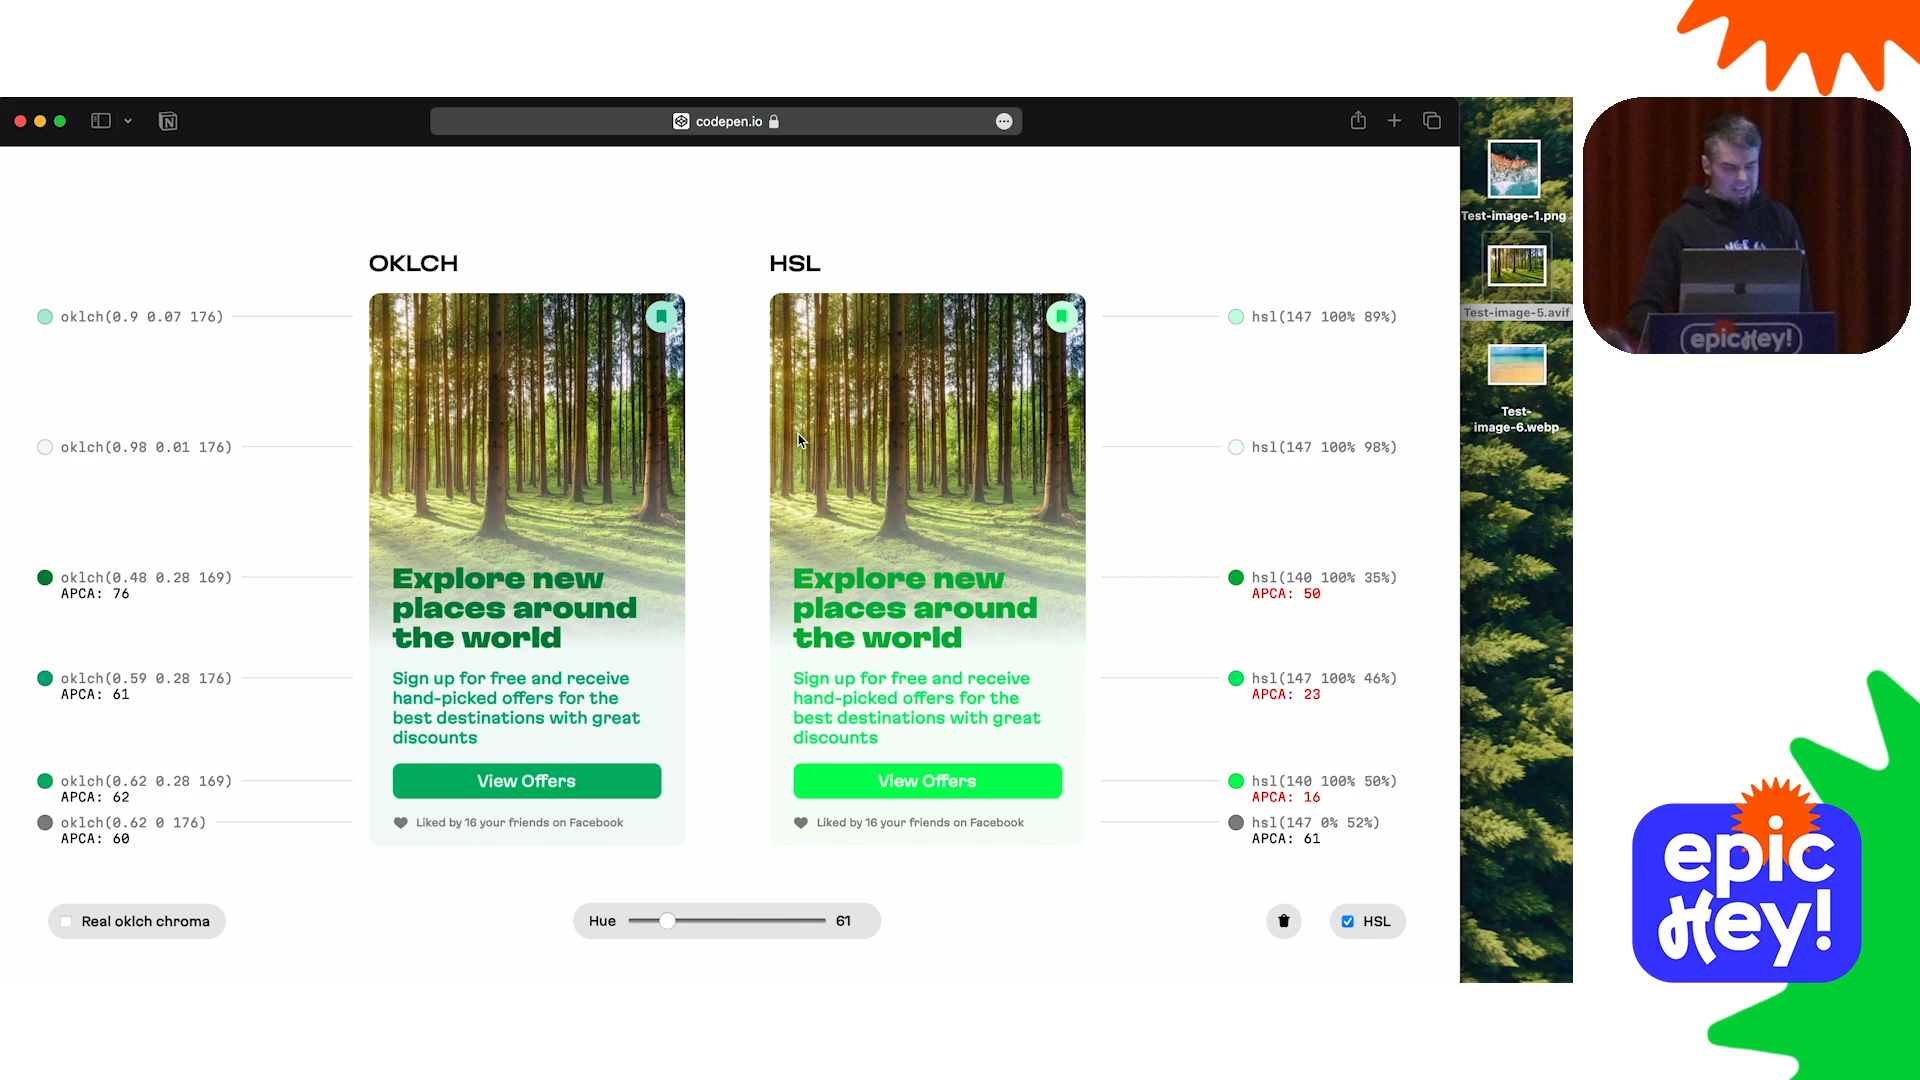 codepen.io
OKLCH
HSL
oklch(0.9 0.07 176)
hsl(147 100% 89%)
oklch(0.98 0.01 176)
hsl(147 100% 98%)
oklch(0.48 0.28 169)
APCA: 76
oklch(0.59 0.28 176)
APCA: 61
oklch(0.62 0.28 169)
APCA: 62
oklch(0.62 0 176)
APCA: 60
Explore new
places around
the world
Sign up for free and receive
hand-picked offers for the
best destinations with great
discounts
View Offers
Liked by 16 your friends on Facebook
Explore new
places around
the world
Sign up for free and receive
hand-picked offers for the
best destinations with great
discounts
View Offers
Liked by 16 your friends on Facebook
hsl(140 100% 35%)
APCA: 50
hsl(147 100% 46%)
APCA: 23
hsl(140 100% 50%)
APCA: 16
hsl(147 0% 52%)
APCA: 61
Real oklch chroma
Hue
61
HSL
Test-image-1.png
Test-image-5.avif
Test-
image-6.webp
epic Hey!
epic
Hey!